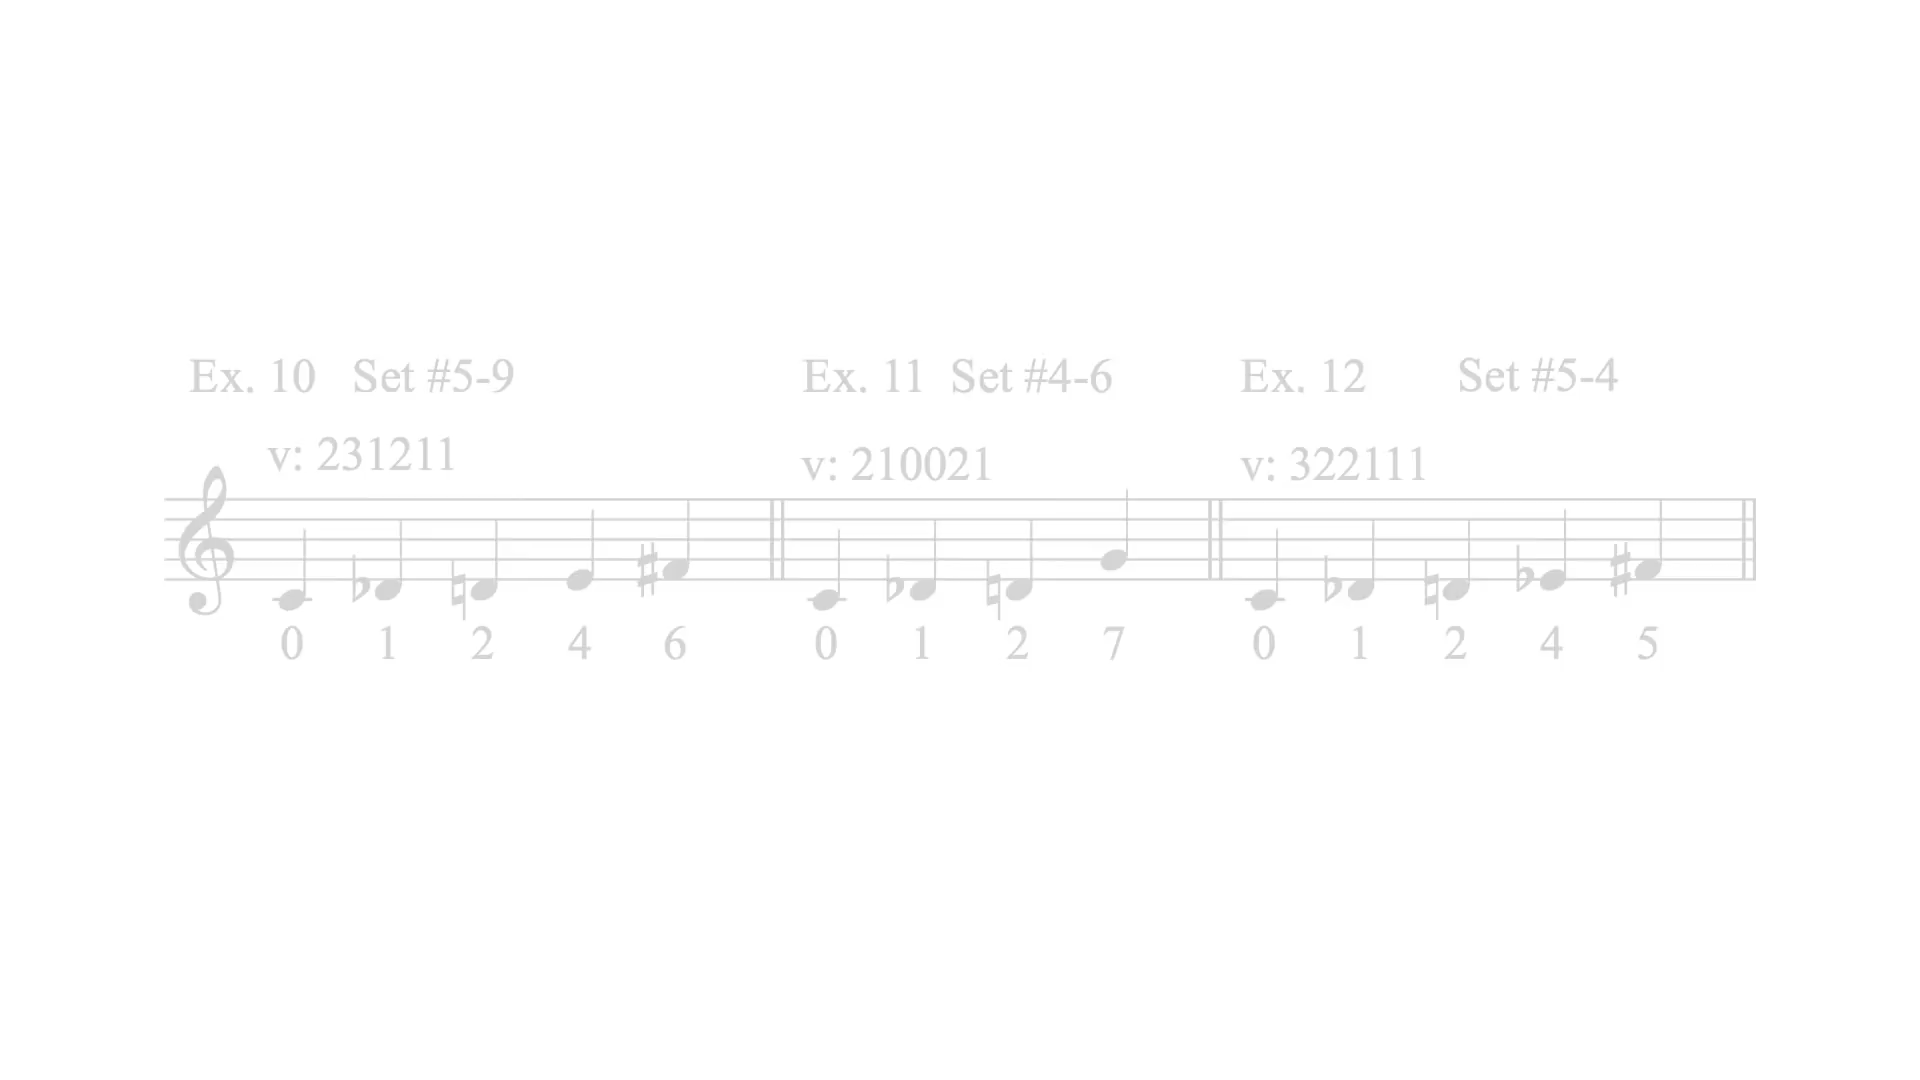 Ex. 10 Set #5-9 Ex. 11 Set #4-6 Ex. 12 Set #5-4
v: 231211 v: 210021 v: 322111
0 1 2 4 6 0 1 2 7 0 1 2 4 5